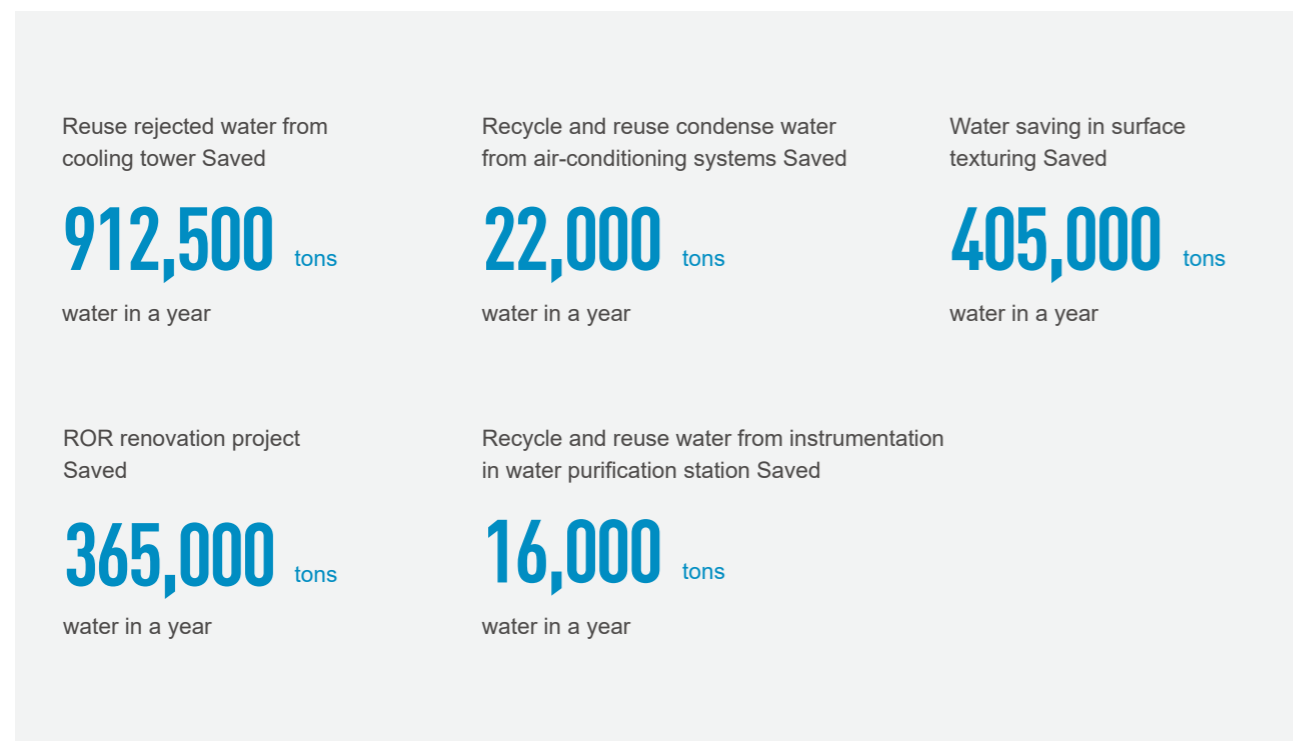 Reuse rejected water from
cooling tower Saved
912,500 tons
water in a year
Recycle and reuse condense water
from air-conditioning systems Saved
22,000 tons
water in a year
Water saving in surface
texturing Saved
405,000 tons
water in a year
ROR renovation project
Saved
365,000 tons
water in a year
Recycle and reuse water from instrumentation
in water purification station Saved
16,000 tons
water in a year